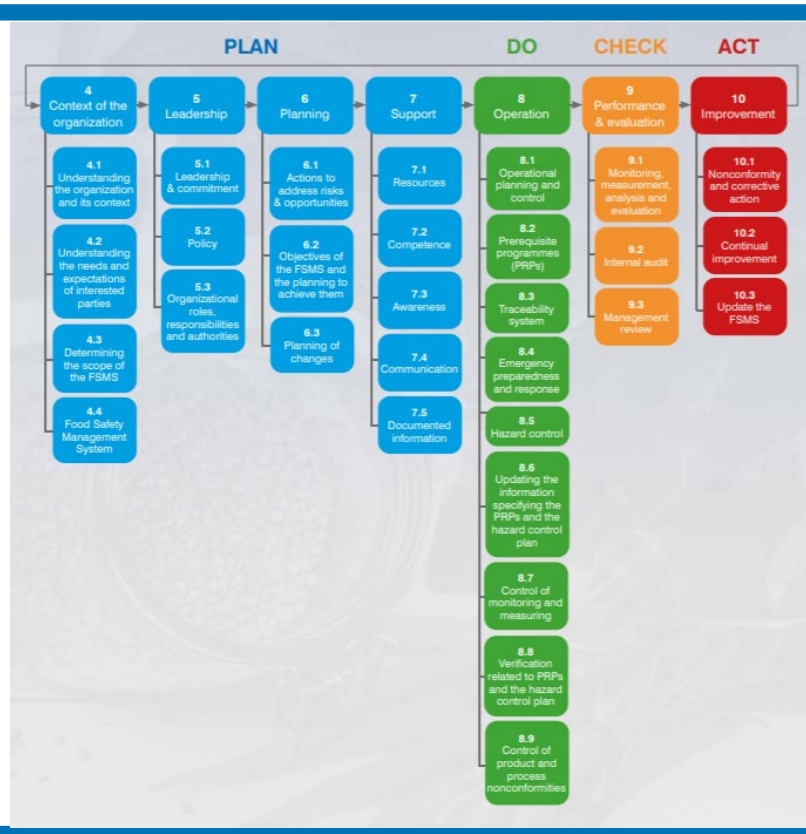 PLAN
DO
CHECK
ACT
4
Context of the
organization
5
Leadership
6
Planning
7
Support
8
Operation
9
Performance
& evaluation
10
Improvement
4.1
Understanding
the organization
and its context
4.2
Understanding
the needs and
expectations
of interested
parties
4.3
Determining
the scope of
the FSMS
4.4
Food Safety
Management
System
5.1
Leadership
& commitment
5.2
Policy
5.3
Organizational
roles,
responsibilities
and authorities
6.1
Actions to
address risks
& opportunities
6.2
Objectives of
the FSMS and
the planning to
achieve them
6.3
Planning of
changes
7.1
Resources
7.2
Competence
7.3
Awareness
7.4
Communication
7.5
Documented
information
8.1
Operational
planning and
control
8.2
Prerequisite
programmes
(PRPs)
8.3
Traceability
system
8.4
Emergency
preparedness
and response
8.5
Hazard control
8.6
Updating the
information
specifying the
PRPs and the
hazard control
plan
8.7
Control of
monitoring and
measuring
8.8
Verification
related to PRPs
and the hazard
control plan
8.9
Control of
product and
process
nonconformities
9.1
Monitoring,
measurement,
analysis and
evaluation
9.2
Internal audit
9.3
Management
review
10.1
Nonconformity
and corrective
action
10.2
Continual
improvement
10.3
Update the
FSMS